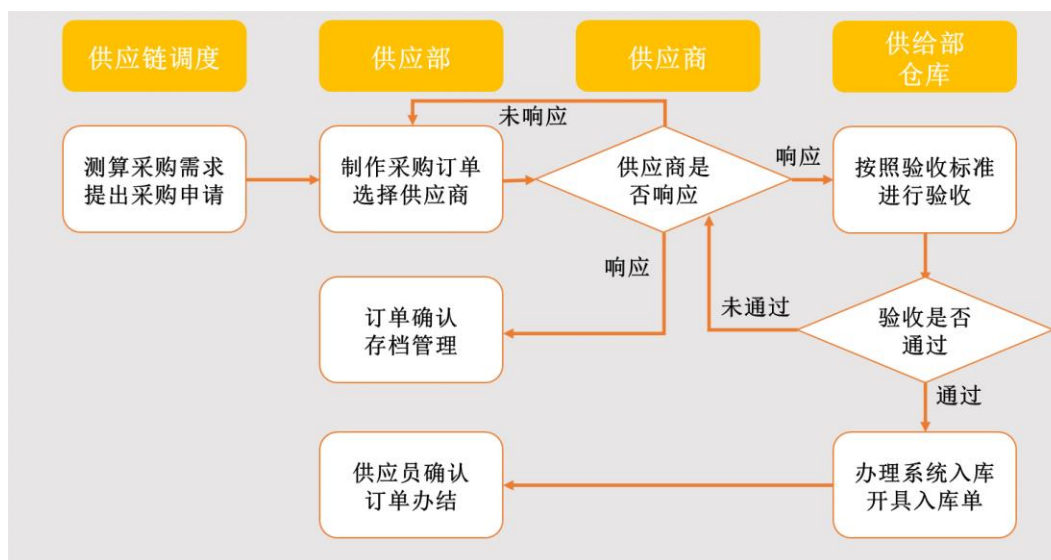 供应链调度
供应部
供应商
供给部
仓库
未响应
测算采购需求
提出采购申请
制作采购订单
选择供应商
供应商是
否响应
响应
按照验收标准
进行验收
响应
订单确认
存档管理
未通过
验收是否
通过
通过
供应员确认
订单办结
办理系统入库
开具入库单